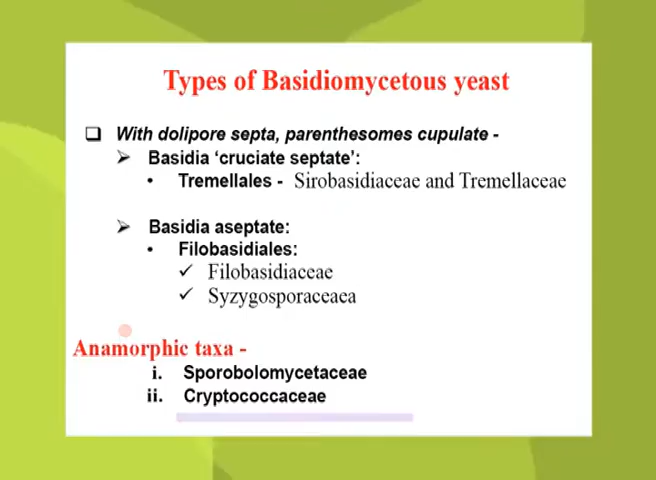 Types of Basidiomycetous yeast
With dolipore septa, parenthesomes cupulate -
Basidia ‘cruciate septate’:
• Tremellales - Sirobasidiaceae and Tremellaceae
Basidia aseptate:
• Filobasidiales:
✓ Filobasidiaceae
✓ Syzygosporaceaea
Anamorphic taxa -
i. Sporobolomycetaceae
ii. Cryptococcaceae